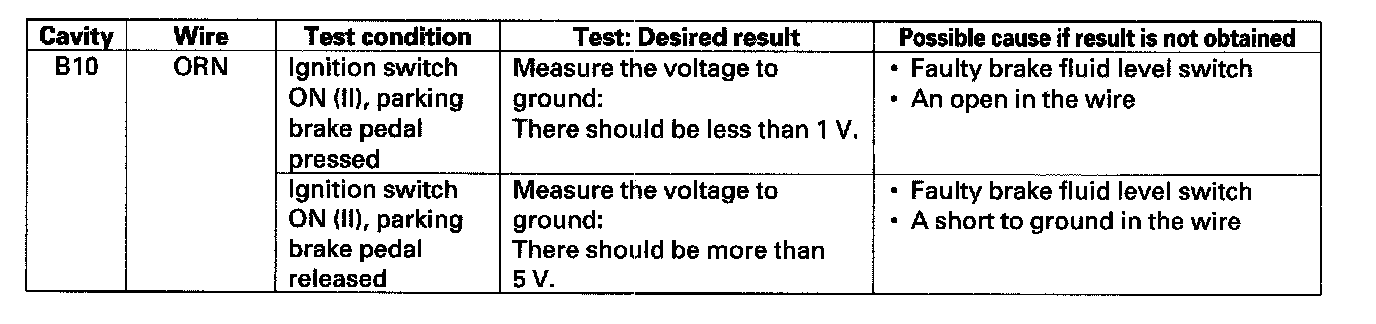 Cavity Wire Test condition Test: Desired result Possible cause if result is not obtained
B10 ORN Ignition switch Measure the voltage to • Faulty brake fluid level switch
ON (II), parking ground: • An open in the wire
brake pedal There should be less than 1 V.
pressed
Ignition switch Measure the voltage to • Faulty brake fluid level switch
ON (II), parking ground: • A short to ground in the wire
brake pedal There should be more than
released 5 V.